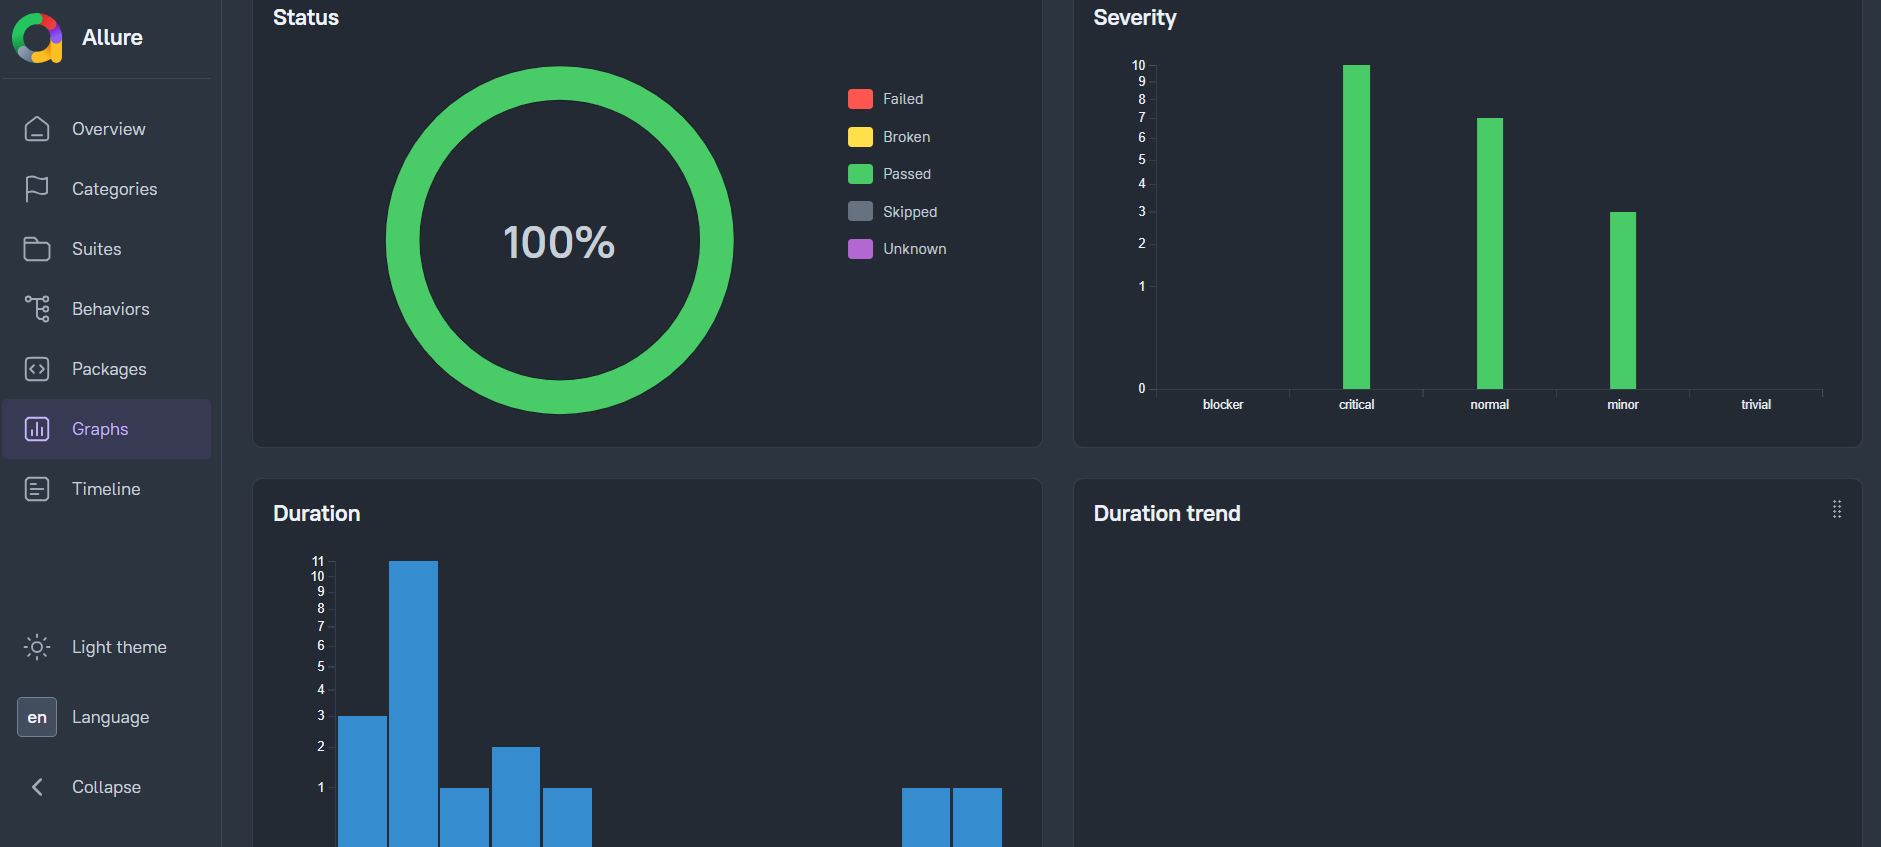 Allure
Overview
Categories
Suites
Behaviors
Packages
Graphs
Timeline
Light theme
en
Language
Collapse
Status
100%
Failed
Broken
Passed
Skipped
Unknown
Severity
10
9
8
7
6
5
4
3
2
1
0
blocker
critical
normal
minor
trivial
Duration
11
10
9
8
7
6
5
4
3
2
1
Duration trend